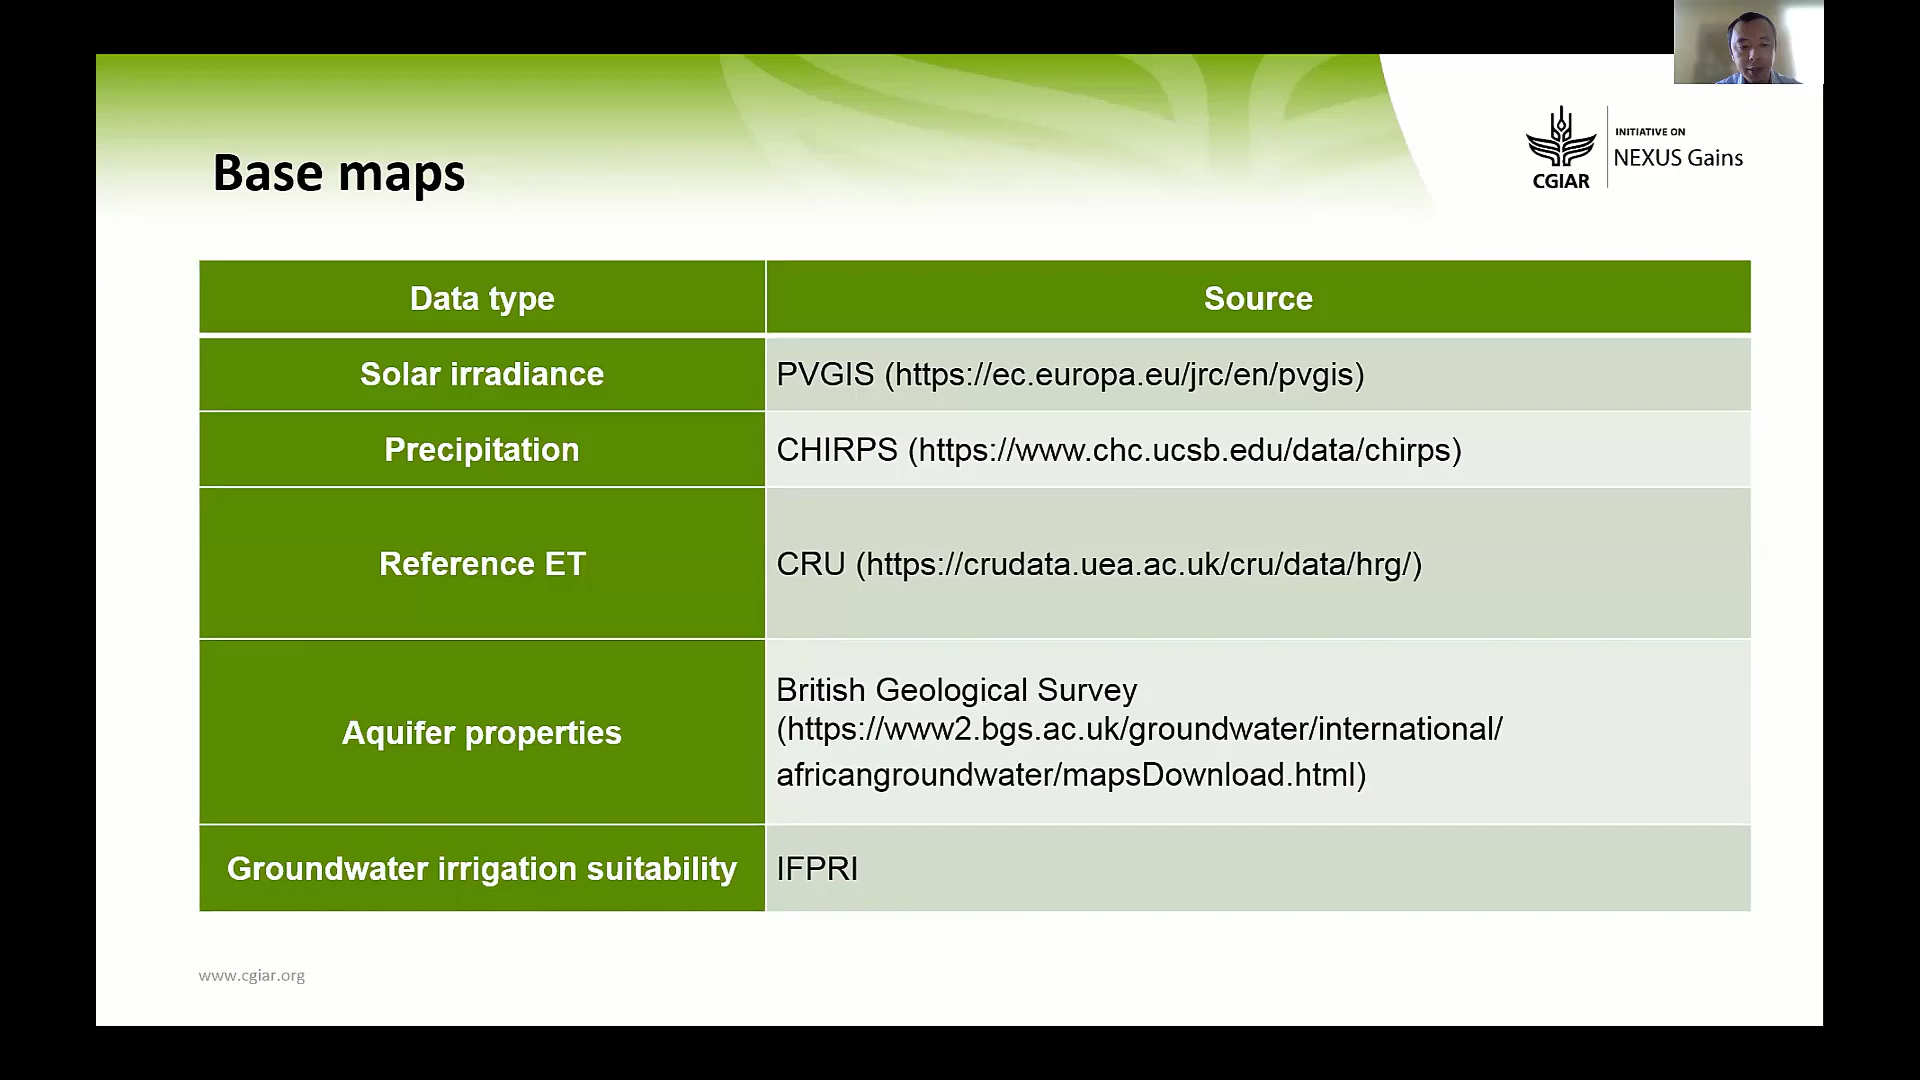 INITIATIVE ON
NEXUS Gains
CGIAR
Base maps
Data type
Source
Solar irradiance
PVGIS (https://ec.europa.eu/jrc/en/pvgis)
Precipitation
CHIRPS (https://www.chc.ucsb.edu/data/chirps)
Reference ET
CRU (https://crudata.uea.ac.uk/cru/data/hrg/)
Aquifer properties
British Geological Survey
(https://www2.bgs.ac.uk/groundwater/international/
africangroundwater/mapsDownload.html)
Groundwater irrigation suitability
IFPRI
www.cgiar.org